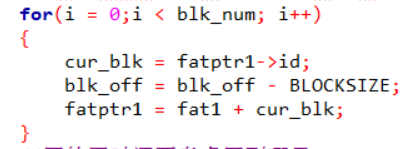 for(i = 0;i < blk_num; i++)
{
cur_blk = fatptr1->id;
blk_off = blk_off - BLOCKSIZE;
fatptr1 = fat1 + cur_blk;
}